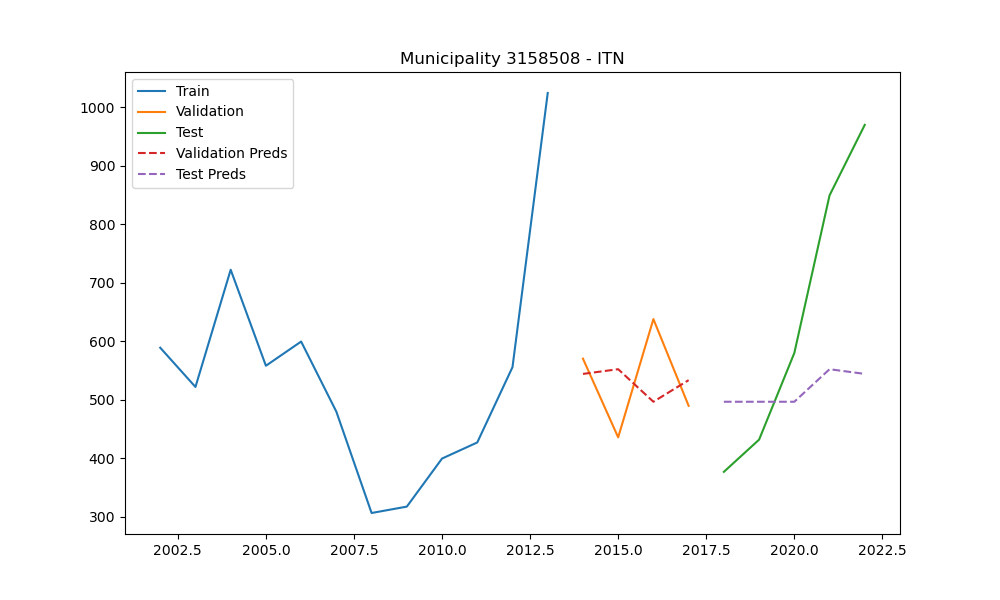 Municipality 3158508 - ITN
Train
Validation
Test
Validation Preds
Test Preds
1000
900
800
700
600
500
400
300
2002.5 2005.0 2007.5 2010.0 2012.5 2015.0 2017.5 2020.0 2022.5